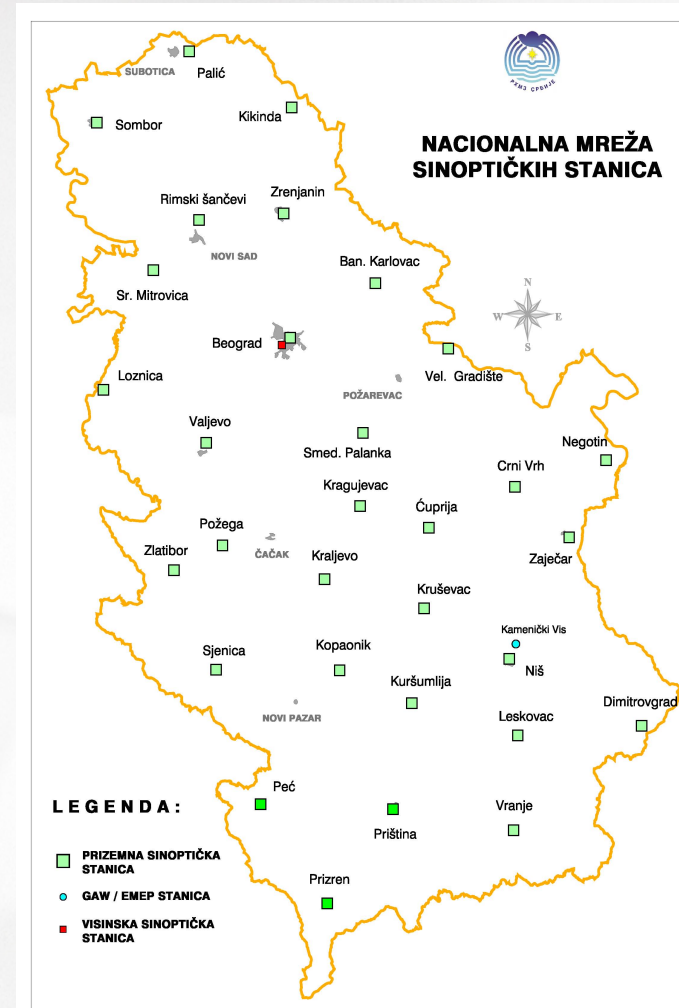 SUBOTICA
Palić
РХМЗ СРБИЈЕ
Sombor
Kikinda
NACIONALNA MREŽA
SINOPTIČKIH STANICA
Rimski šančevi
Zrenjanin
NOVI SAD
Ban. Karlovac
Sr. Mitrovica
N
W
E
S
Beograd
Loznica
Vel. Gradište
POŽAREVAC
Valjevo
Smed. Palanka
Negotin
Crni Vrh
Kragujevac
Ćuprija
Požega
ČAČAK
Zlatibor
Kraljevo
Zaječar
Kruševac
Kamenički Vis
Sjenica
Kopaonik
Niš
Kuršumlija
Dimitrovgrad
NOVI PAZAR
Leskovac
Peć
LEGENDA:
Vranje
Priština
PRIZEMNA SINOPTIČKA
STANICA
Prizren
GAW / EMEP STANICA
VISINSKA SINOPTIČKA
STANICA